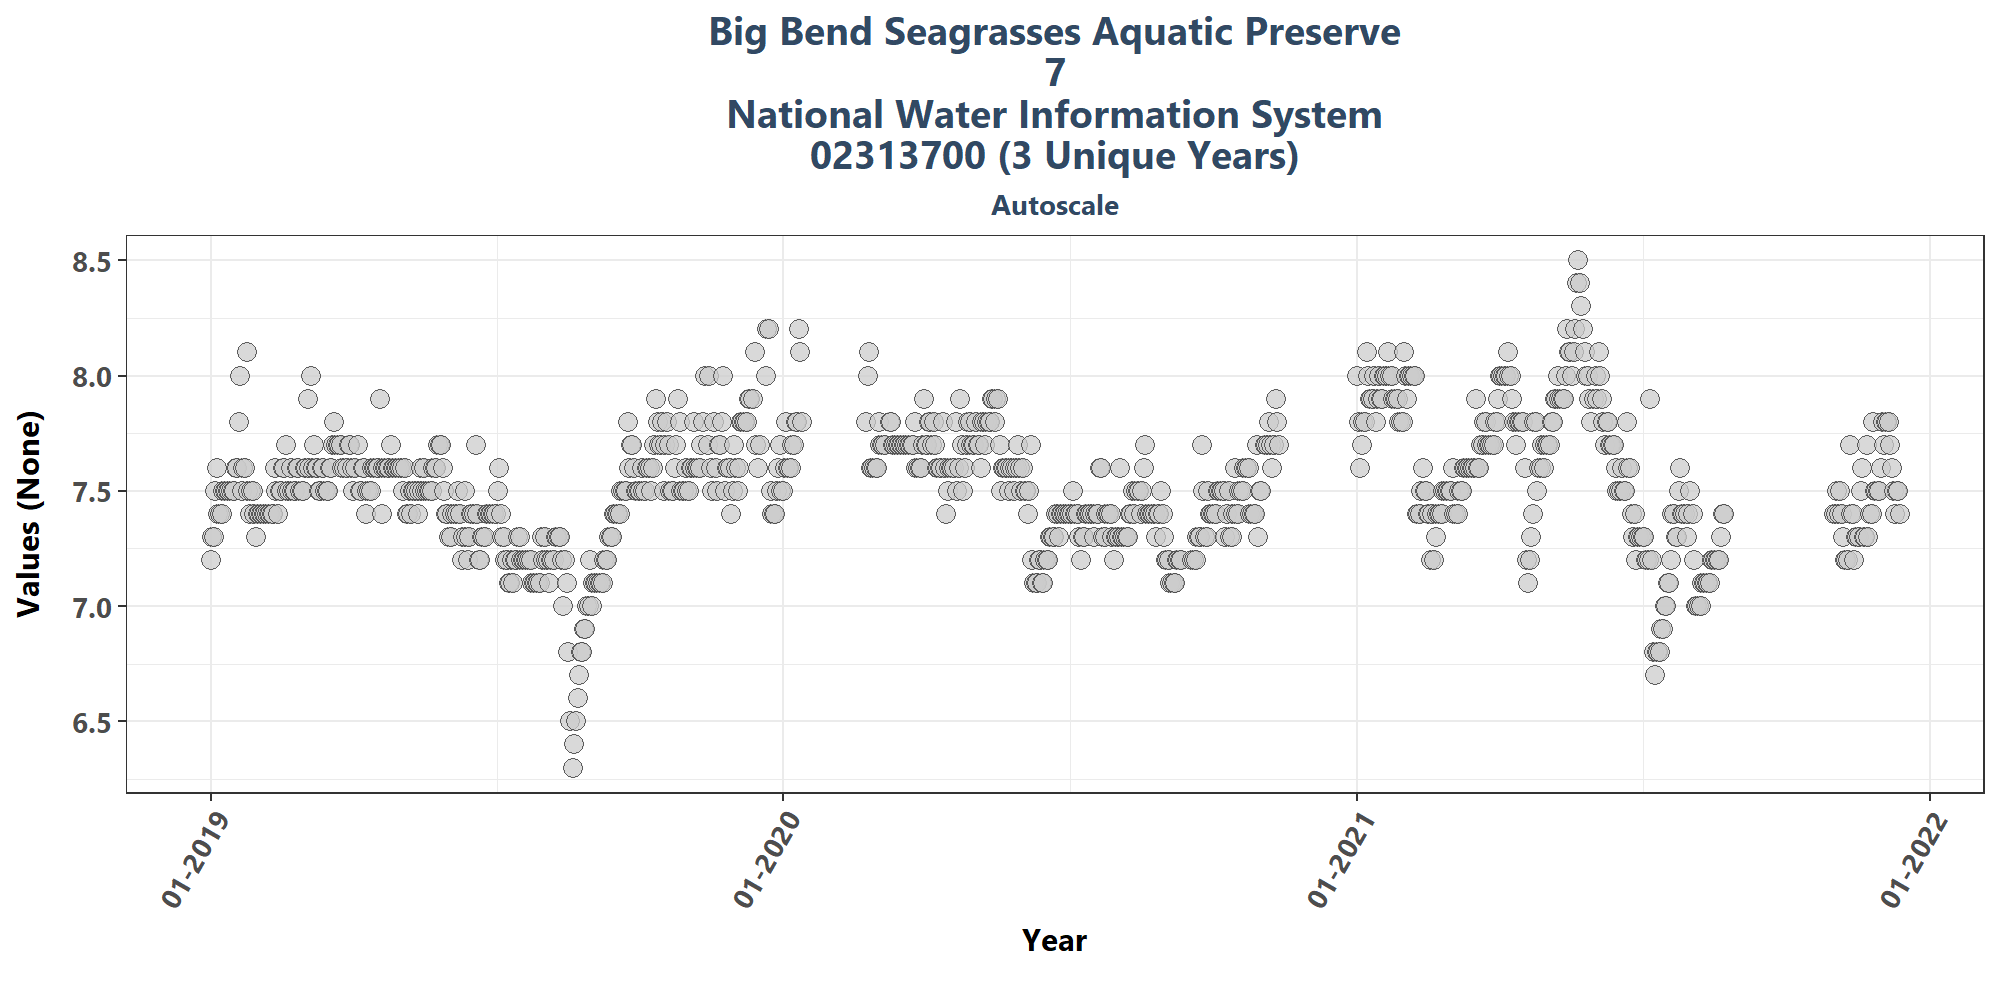 Big Bend Seagrasses Aquatic Preserve
7
National Water Information System
02313700 (3 Unique Years)
Autoscale
Values (None)
8.5
8.0
7.5
7.0
6.5
01-2019
01-2020
01-2021
01-2022
Year